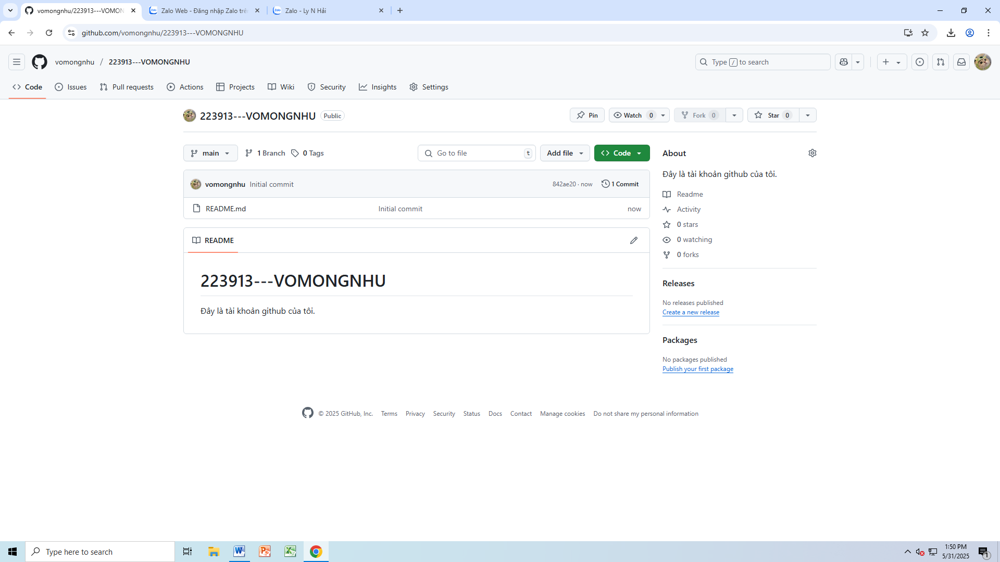 vomongnhu/223913---VOMON
Zalo Web - Đăng nhập Zalo trê
Zalo - Ly N Hải
github.com/vomongnhu/223913---VOMONGNHU
vomongnhu / 223913---VOMONGNHU
Type / to search
Code Issues Pull requests Actions Projects Wiki Security Insights Settings
223913---VOMONGNHU Public
Pin Watch 0 Fork 0 Star 0
main 1 Branch 0 Tags Go to file t Add file Code
vomongnhu Initial commit 842ae20 · now 1 Commit
README.md Initial commit now
README
223913---VOMONGNHU
Đây là tài khoản github của tôi.
About
Đây là tài khoản github của tôi.
Readme
Activity
0 stars
0 watching
0 forks
Releases
No releases published
Create a new release
Packages
No packages published
Publish your first package
© 2025 GitHub, Inc. Terms Privacy Security Status Docs Contact Manage cookies Do not share my personal information
Type here to search
1:50 PM
5/31/2025
1